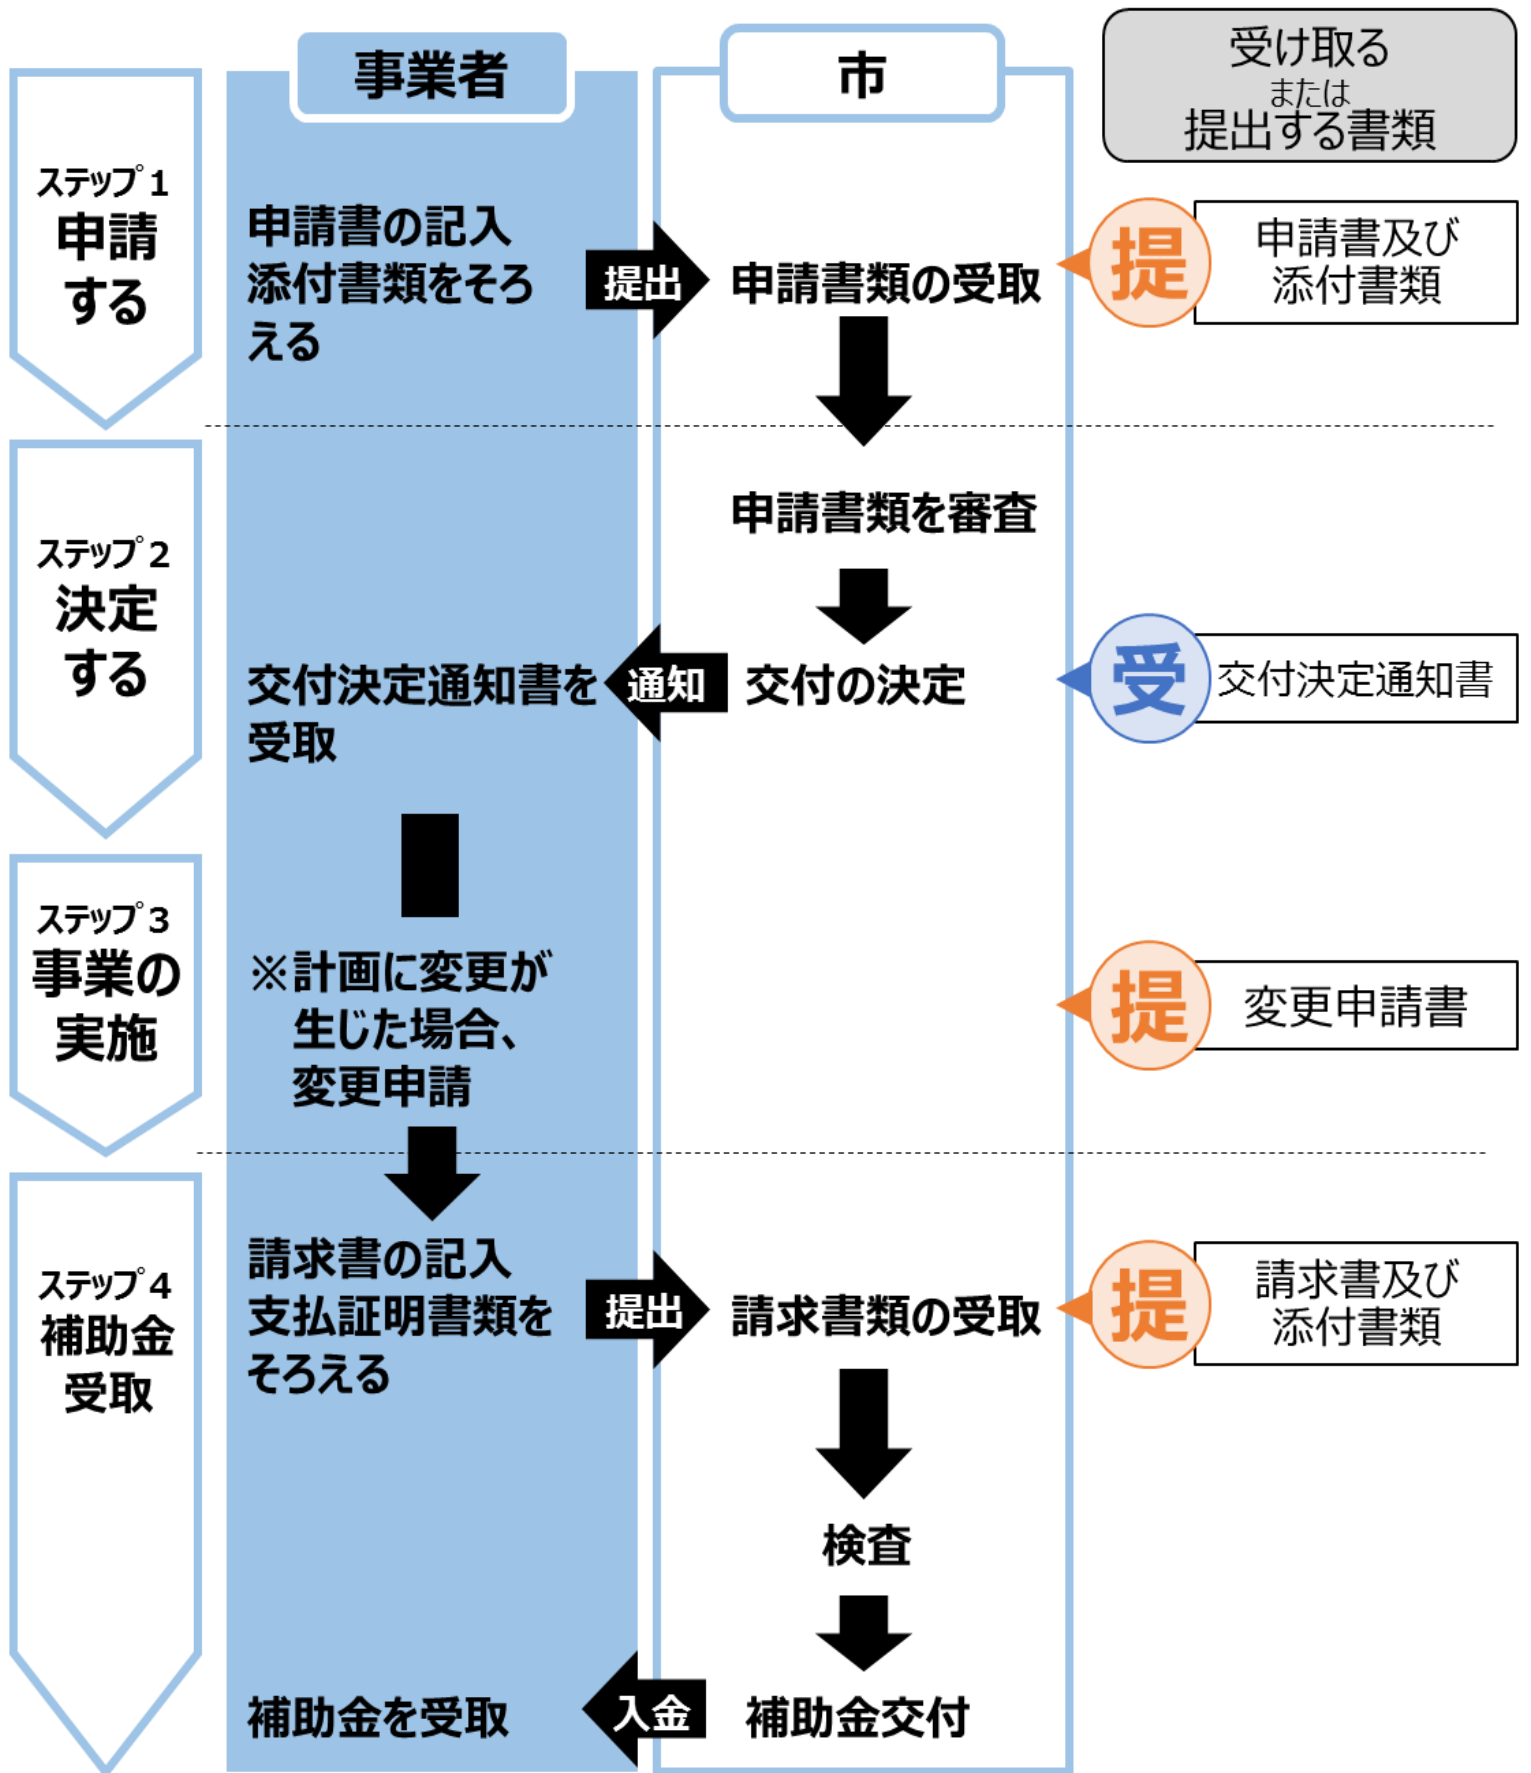 事業者
市
受け取る
または
提出する書類
ステップ1
申請
する
申請書の記入
添付書類をそろ
える
提出
申請書類の受取
提
申請書及び
添付書類
ステップ2
決定
する
申請書類を審査
交付決定通知書を
受取
通知
交付の決定
受
交付決定通知書
ステップ3
事業の
実施
※計画に変更が
生じた場合、
変更申請
提
変更申請書
ステップ4
補助金
受取
請求書の記入
支払証明書類を
そろえる
提出
請求書類の受取
提
請求書及び
添付書類
検査
補助金を受取
入金
補助金交付